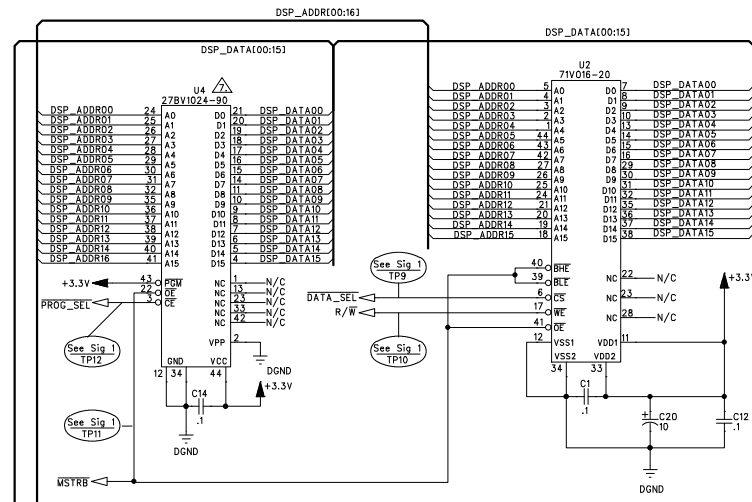 DSP_ADDR[00:16]
DSP_DATA[00:15]
DSP_DATA[00:15]
U4
7
27BV1024-90
DSP_ADDR00 24 A0 D0 21 DSP_DATA00
DSP_ADDR01 25 A1 D1 20 DSP_DATA01
DSP_ADDR02 26 A2 D2 19 DSP_DATA02
DSP_ADDR03 27 A3 D3 18 DSP_DATA03
DSP_ADDR04 28 A4 D4 17 DSP_DATA04
DSP_ADDR05 29 A5 D5 16 DSP_DATA05
DSP_ADDR06 30 A6 D6 15 DSP_DATA06
DSP_ADDR07 31 A7 D7 14 DSP_DATA07
DSP_ADDR08 32 A8 D8 11 DSP_DATA08
DSP_ADDR09 35 A9 D9 10 DSP_DATA09
DSP_ADDR10 36 A10 D10 9 DSP_DATA10
DSP_ADDR11 37 A11 D11 8 DSP_DATA11
DSP_ADDR12 38 A12 D12 7 DSP_DATA12
DSP_ADDR13 39 A13 D13 6 DSP_DATA13
DSP_ADDR14 40 A14 D14 5 DSP_DATA14
DSP_ADDR16 41 A15 D15 4 DSP_DATA15
+3.3V 43 PGM NC 1 N/C
22 OE NC 13 N/C
PROG_SEL 3 CE NC 23 N/C
NC 33 N/C
NC 42 N/C
VPP 2
DGND
GND VCC
12 34 44
+3.3V
C14
.1
DGND
See Sig 1
TP12
See Sig 1
TP11
MSTRB
U2
71V016-20
DSP_ADDR00 5 A0 D0 7 DSP_DATA00
DSP_ADDR01 4 A1 D1 8 DSP_DATA01
DSP_ADDR02 3 A2 D2 9 DSP_DATA02
DSP_ADDR03 2 A3 D3 10 DSP_DATA03
DSP_ADDR04 1 A4 D4 13 DSP_DATA04
DSP_ADDR05 44 A5 D5 14 DSP_DATA05
DSP_ADDR06 43 A6 D6 15 DSP_DATA06
DSP_ADDR07 42 A7 D7 16 DSP_DATA07
DSP_ADDR08 27 A8 D8 29 DSP_DATA08
DSP_ADDR09 26 A9 D9 30 DSP_DATA09
DSP_ADDR10 25 A10 D10 31 DSP_DATA10
DSP_ADDR11 24 A11 D11 32 DSP_DATA11
DSP_ADDR12 21 A12 D12 35 DSP_DATA12
DSP_ADDR13 20 A13 D13 36 DSP_DATA13
DSP_ADDR14 19 A14 D14 37 DSP_DATA14
DSP_ADDR15 18 A15 D15 38 DSP_DATA15
See Sig 1
TP9
40 BHE NC 22 N/C
39 BLE
DATA_SEL 6 CS NC 23 N/C
R/W 17 WE NC 28 N/C
41 OE
12 VSS1 VDD1 11
VSS2 VDD2
34 33
+3.3V
See Sig 1
TP10
C1
.1
C20
10
C12
.1
DGND